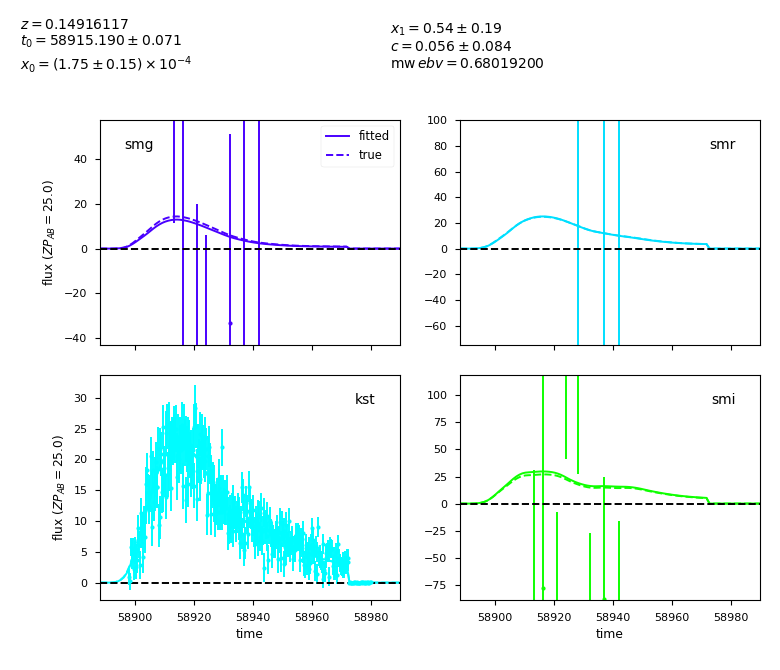 z = 0.14916117
t₀ = 58915.190 ± 0.071
x₀ = (1.75 ± 0.15) × 10⁻⁴
x₁ = 0.54 ± 0.19
c = 0.056 ± 0.084
mw ebv = 0.68019200
smg
fitted
true
flux (ZP_AB = 25.0)
40
20
0
−20
−40
smr
100
80
60
40
20
0
−20
−40
−60
kst
flux (ZP_AB = 25.0)
30
25
20
15
10
5
0
58900
58920
58940
58960
58980
time
smi
100
75
50
25
0
−25
−50
−75
58900
58920
58940
58960
58980
time